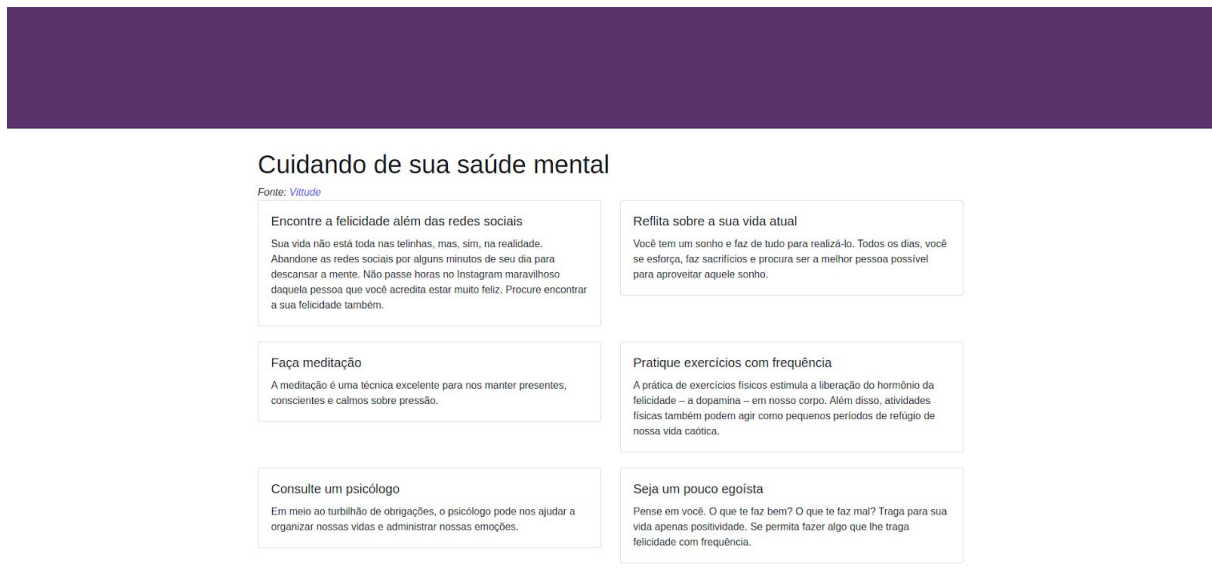 Cuidando de sua saúde mental
Fonte: Vittude
Encontre a felicidade além das redes sociais
Sua vida não está toda nas telinhas, mas, sim, na realidade.
Abandone as redes sociais por alguns minutos de seu dia para
descansar a mente. Não passe horas no Instagram maravilhoso
daquela pessoa que você acredita estar muito feliz. Procure encontrar
a sua felicidade também.
Reflita sobre a sua vida atual
Você tem um sonho e faz de tudo para realizá-lo. Todos os dias, você
se esforça, faz sacrifícios e procura ser a melhor pessoa possível
para aproveitar aquele sonho.
Faça meditação
A meditação é uma técnica excelente para nos manter presentes,
conscientes e calmos sobre pressão.
Pratique exercícios com frequência
A prática de exercícios físicos estimula a liberação do hormônio da
felicidade – a dopamina – em nosso corpo. Além disso, atividades
físicas também podem agir como pequenos períodos de refúgio de
nossa vida caótica.
Consulte um psicólogo
Em meio ao turbilhão de obrigações, o psicólogo pode nos ajudar a
organizar nossas vidas e administrar nossas emoções.
Seja um pouco egoísta
Pense em você. O que te faz bem? O que te faz mal? Traga para sua
vida apenas positividade. Se permita fazer algo que lhe traga
felicidade com frequência.